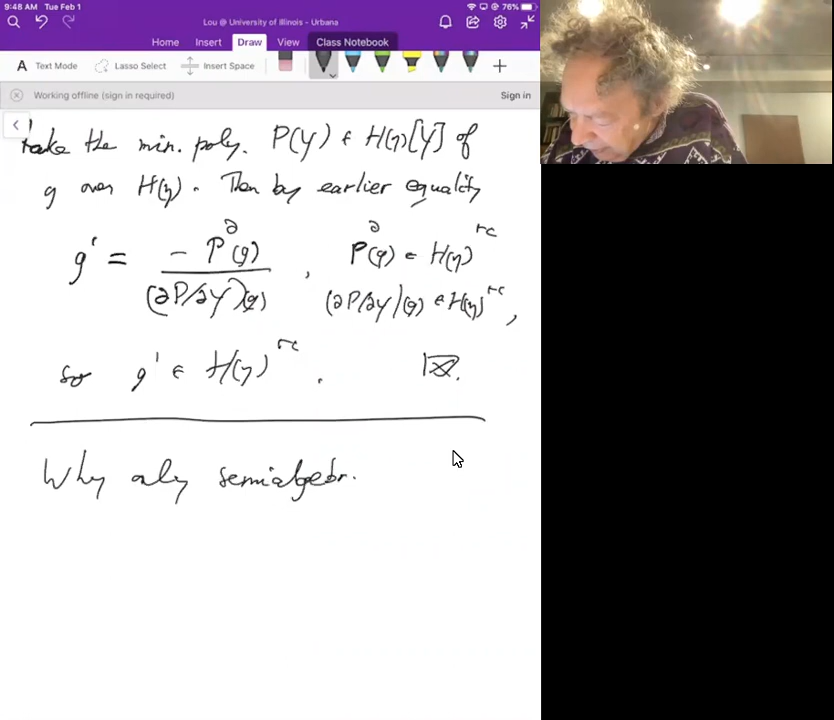 9:48 AM Tue Feb 1
76%
Lou @ University of Illinois - Urbana
Home Insert Draw View Class Notebook
A Text Mode Lasso Select Insert Space
Working offline (sign in required) Sign in
take the min. poly. P(Y) ∈ H(y)[Y] of
g over H(y). Then by earlier equality
g' = - P^∂(g) / (∂P/∂Y)(g) , P^∂(g) ∈ H(y)^rc
(∂P/∂Y)(g) ∈ H(y)^rc,
so g' ∈ H(y)^rc .
Why only semialgebr.